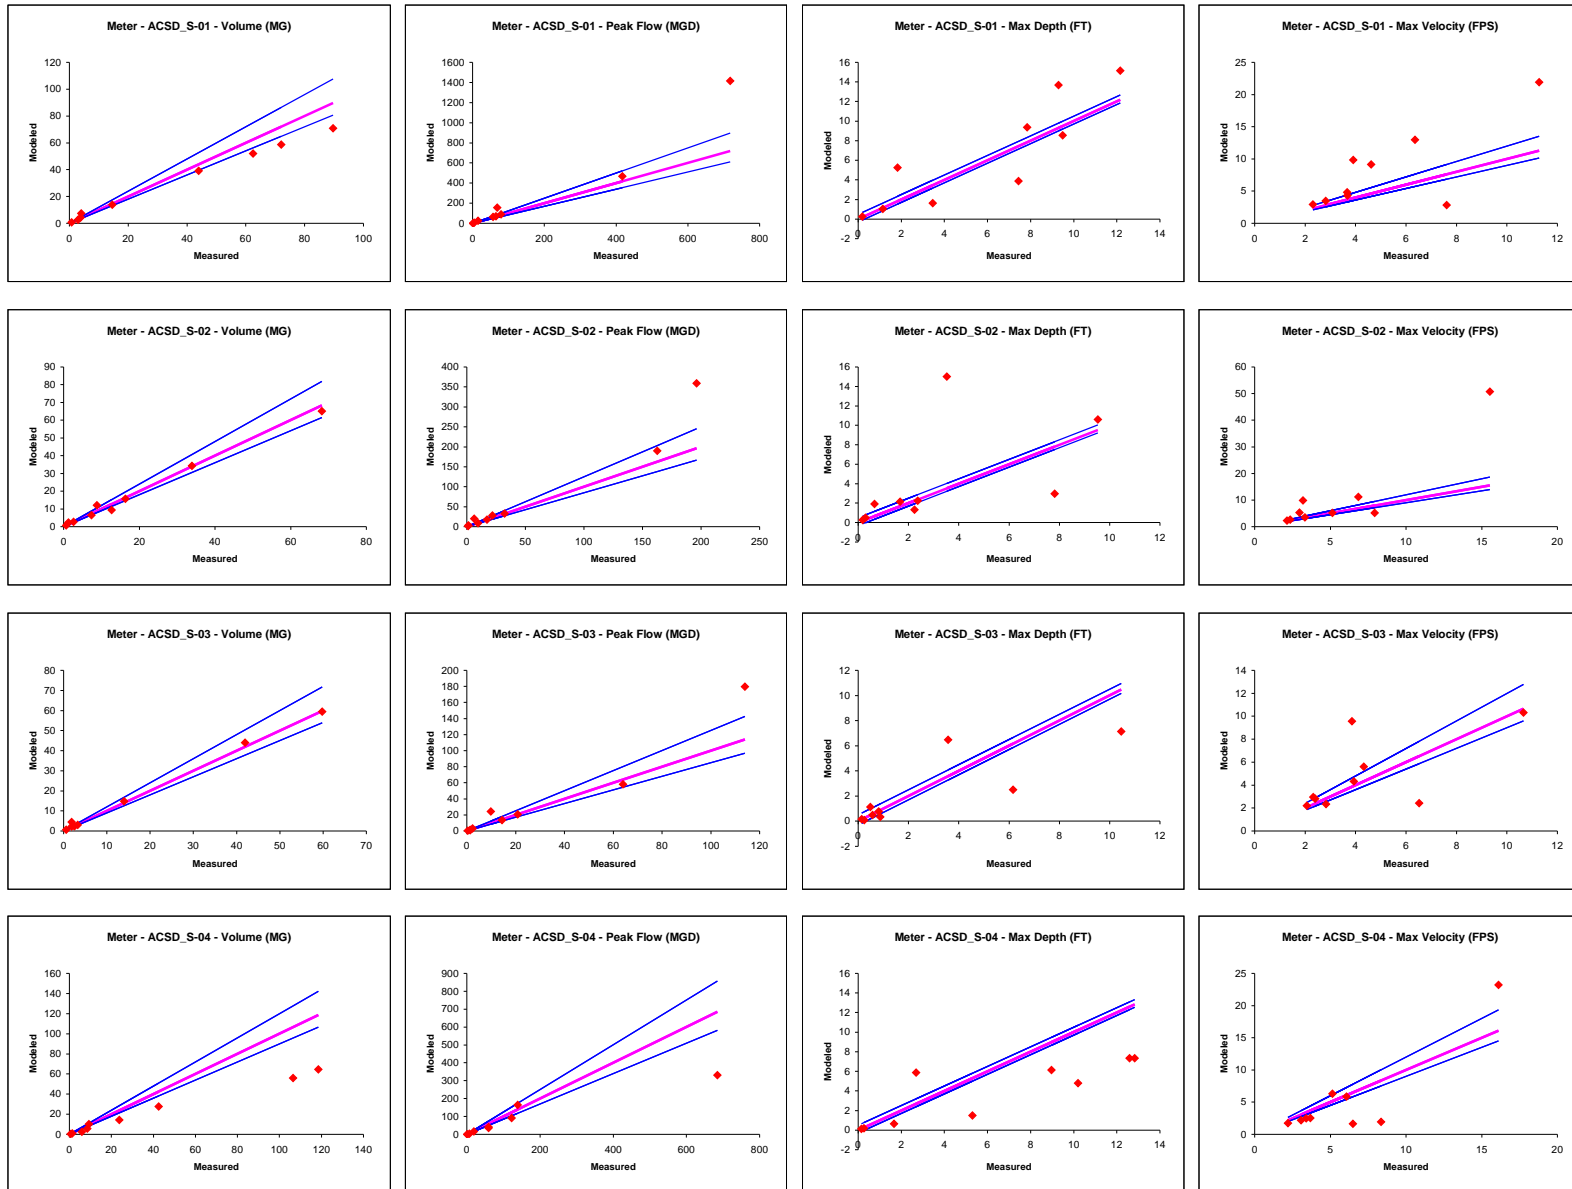 Meter - ACSD_S-01 - Volume (MG)
120
100
80
60
40
20
0
Modeled
0 20 40 60 80 100
Measured
Meter - ACSD_S-01 - Peak Flow (MGD)
1600
1400
1200
1000
800
600
400
200
0
Modeled
0 200 400 600 800
Measured
Meter - ACSD_S-01 - Max Depth (FT)
16
14
12
10
8
6
4
2
0
-2
Modeled
0 2 4 6 8 10 12 14
Measured
Meter - ACSD_S-01 - Max Velocity (FPS)
25
20
15
10
5
0
Modeled
0 2 4 6 8 10 12
Measured
Meter - ACSD_S-02 - Volume (MG)
90
80
70
60
50
40
30
20
10
0
Modeled
0 20 40 60 80
Measured
Meter - ACSD_S-02 - Peak Flow (MGD)
400
350
300
250
200
150
100
50
0
Modeled
0 50 100 150 200 250
Measured
Meter - ACSD_S-02 - Max Depth (FT)
16
14
12
10
8
6
4
2
0
-2
Modeled
0 2 4 6 8 10 12
Measured
Meter - ACSD_S-02 - Max Velocity (FPS)
60
50
40
30
20
10
0
Modeled
0 5 10 15 20
Measured
Meter - ACSD_S-03 - Volume (MG)
80
70
60
50
40
30
20
10
0
Modeled
0 10 20 30 40 50 60 70
Measured
Meter - ACSD_S-03 - Peak Flow (MGD)
200
180
160
140
120
100
80
60
40
20
0
Modeled
0 20 40 60 80 100 120
Measured
Meter - ACSD_S-03 - Max Depth (FT)
12
10
8
6
4
2
0
-2
Modeled
0 2 4 6 8 10 12
Measured
Meter - ACSD_S-03 - Max Velocity (FPS)
14
12
10
8
6
4
2
0
Modeled
0 2 4 6 8 10 12
Measured
Meter - ACSD_S-04 - Volume (MG)
160
140
120
100
80
60
40
20
0
Modeled
0 20 40 60 80 100 120 140
Measured
Meter - ACSD_S-04 - Peak Flow (MGD)
900
800
700
600
500
400
300
200
100
0
Modeled
0 200 400 600 800
Measured
Meter - ACSD_S-04 - Max Depth (FT)
16
14
12
10
8
6
4
2
0
-2
Modeled
0 2 4 6 8 10 12 14
Measured
Meter - ACSD_S-04 - Max Velocity (FPS)
25
20
15
10
5
0
Modeled
0 5 10 15 20
Measured